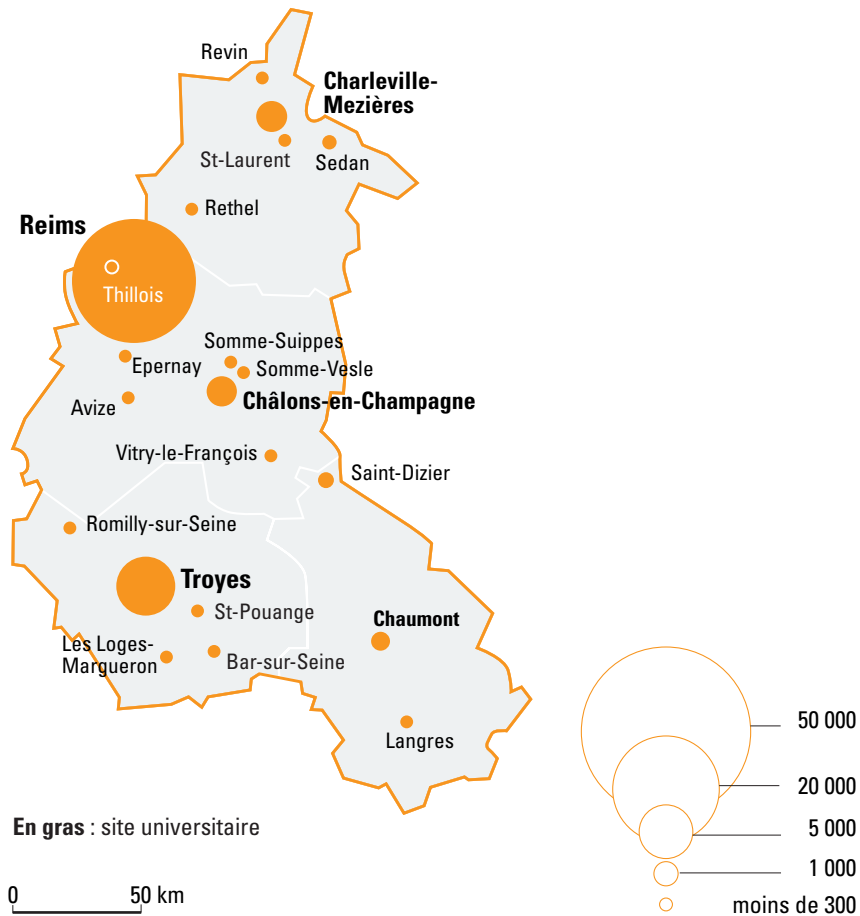 Revin
Charleville-
Mezières
St-Laurent
Sedan
Rethel
Reims
Thillois
Somme-Suippes
Epernay
Somme-Vesle
Avize
Châlons-en-Champagne
Vitry-le-François
Saint-Dizier
Romilly-sur-Seine
Troyes
St-Pouange
Chaumont
Les Loges-
Margueron
Bar-sur-Seine
Langres
50 000
20 000
5 000
1 000
moins de 300
En gras : site universitaire
0 50 km